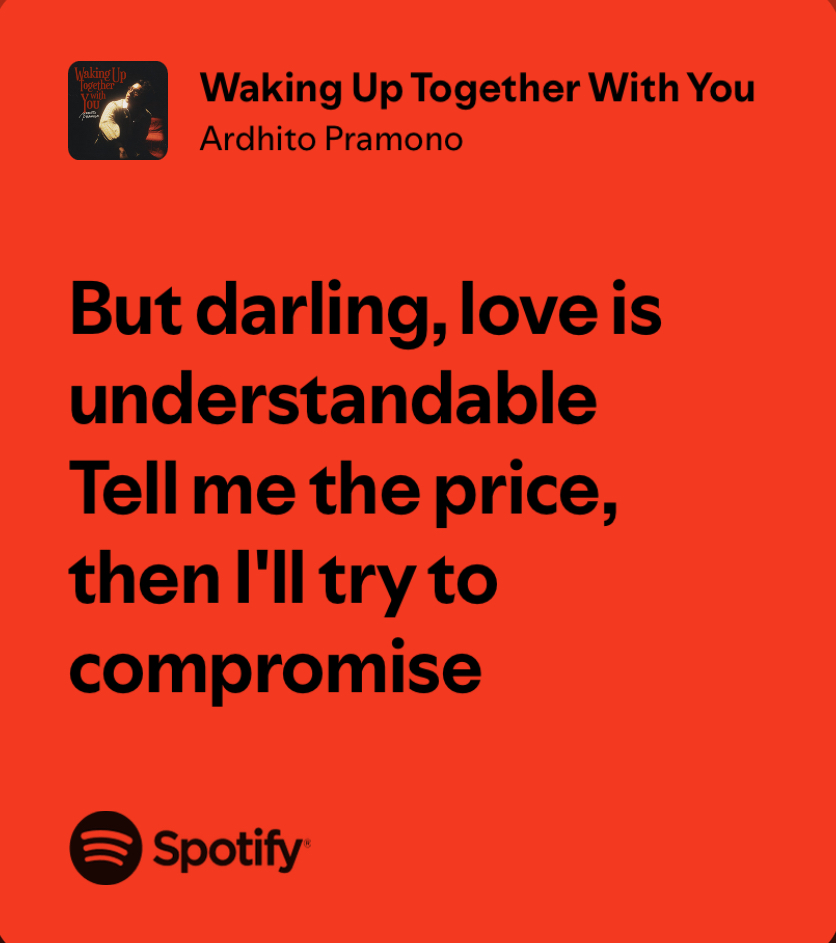 Waking Up
Together
with
You
Waking Up Together With You
Ardhito Pramono
But darling, love is
understandable
Tell me the price,
then I'll try to
compromise
Spotify®